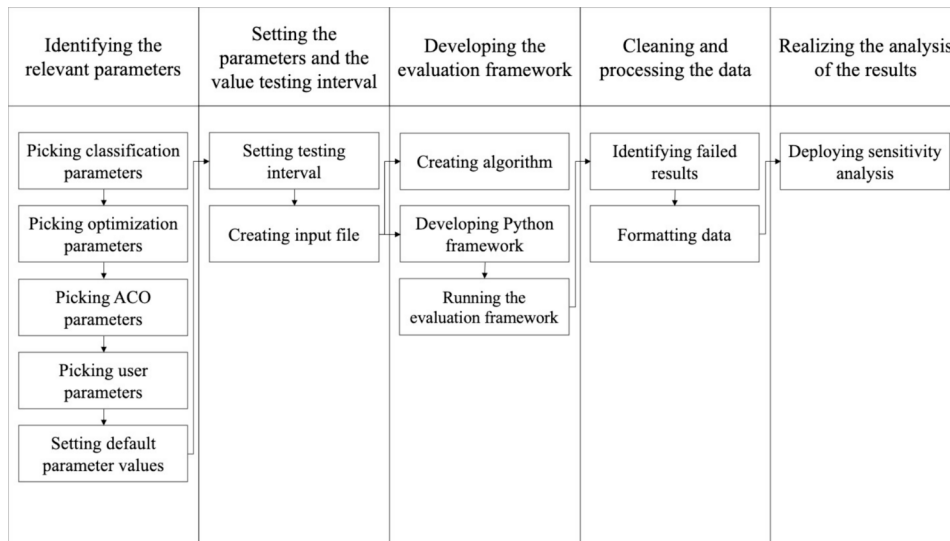 Identifying the
relevant parameters
Setting the
parameters and the
value testing interval
Developing the
evaluation framework
Cleaning and
processing the data
Realizing the analysis
of the results
Picking classification
parameters
Picking optimization
parameters
Picking ACO
parameters
Picking user
parameters
Setting default
parameter values
Setting testing
interval
Creating input file
Creating algorithm
Developing Python
framework
Running the
evaluation framework
Identifying failed
results
Formatting data
Deploying sensitivity
analysis